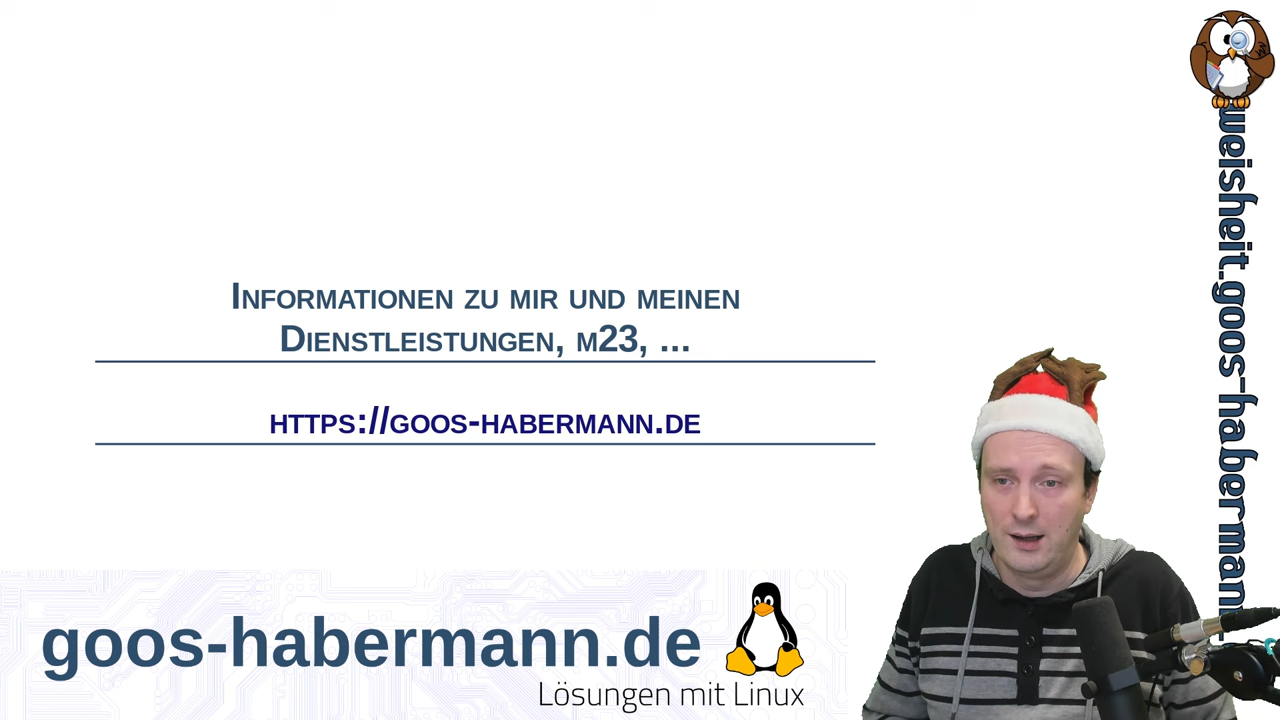 Informationen zu mir und meinen
Dienstleistungen, m23, ...
https://goos-habermann.de
goos-habermann.de
Lösungen mit Linux
weisheit.goos-habermann